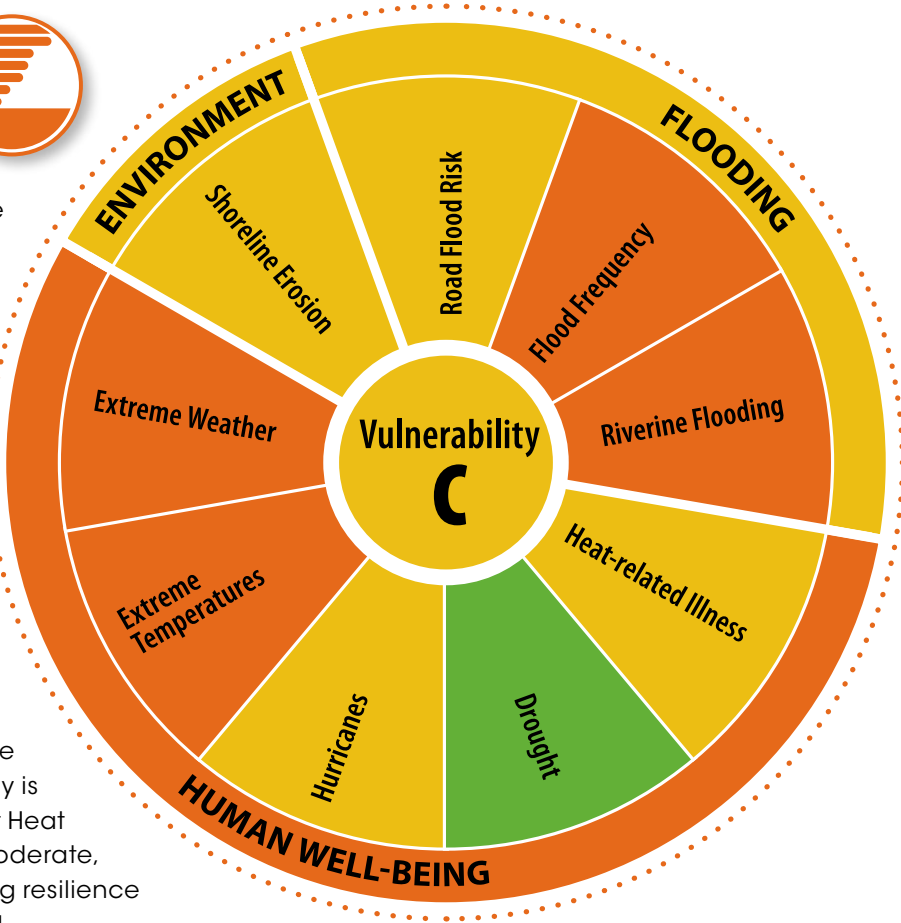 ENVIRONMENT
FLOODING
HUMAN WELL-BEING
Shoreline Erosion
Road Flood Risk
Flood Frequency
Riverine Flooding
Heat-related Illness
Drought
Hurricanes
Extreme
Temperatures
Extreme Weather
Vulnerability
C
e
e
y is
Heat
oderate,
g resilience